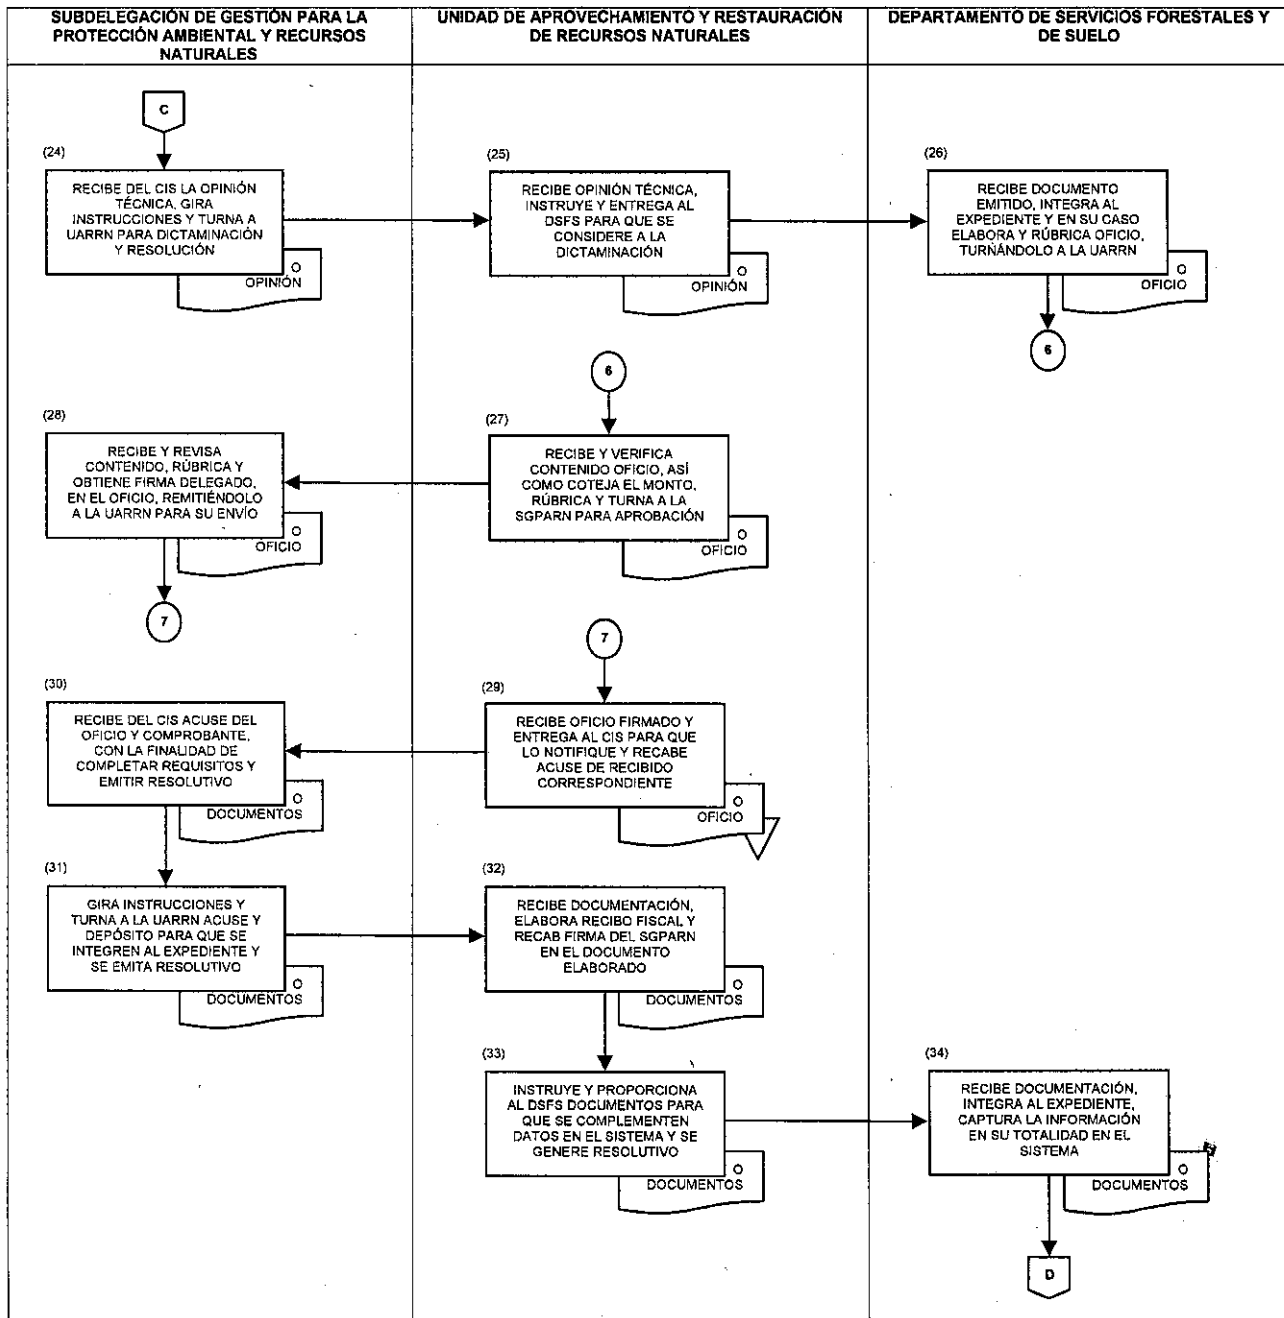 SUBDELEGACIÓN DE GESTIÓN PARA LA
PROTECCIÓN AMBIENTAL Y RECURSOS
NATURALES
UNIDAD DE APROVECHAMIENTO Y RESTAURACIÓN
DE RECURSOS NATURALES
DEPARTAMENTO DE SERVICIOS FORESTALES Y
DE SUELO
C
(24)
RECIBE DEL CIS LA OPINIÓN
TÉCNICA, GIRA
INSTRUCCIONES Y TURNA A
UARRN PARA DICTAMINACIÓN
Y RESOLUCIÓN
O
OPINIÓN
(25)
RECIBE OPINIÓN TÉCNICA,
INSTRUYE Y ENTREGA AL
DSFS PARA QUE SE
CONSIDERE A LA
DICTAMINACIÓN
O
OPINIÓN
(26)
RECIBE DOCUMENTO
EMITIDO, INTEGRA AL
EXPEDIENTE Y EN SU CASO
ELABORA Y RÚBRICA OFICIO,
TURNÁNDOLO A LA UARRN
O
OFICIO
6
6
(27)
RECIBE Y VERIFICA
CONTENIDO OFICIO, ASÍ
COMO COTEJA EL MONTO,
RÚBRICA Y TURNA A LA
SGPARN PARA APROBACIÓN
O
OFICIO
(28)
RECIBE Y REVISA
CONTENIDO, RÚBRICA Y
OBTIENE FIRMA DELEGADO,
EN EL OFICIO, REMITIÉNDOLO
A LA UARRN PARA SU ENVÍO
O
OFICIO
7
7
(29)
RECIBE OFICIO FIRMADO Y
ENTREGA AL CIS PARA QUE
LO NOTIFIQUE Y RECABE
ACUSE DE RECIBIDO
CORRESPONDIENTE
O
OFICIO
(30)
RECIBE DEL CIS ACUSE DEL
OFICIO Y COMPROBANTE,
CON LA FINALIDAD DE
COMPLETAR REQUISITOS Y
EMITIR RESOLUTIVO
O
DOCUMENTOS
(31)
GIRA INSTRUCCIONES Y
TURNA A LA UARRN ACUSE Y
DEPÓSITO PARA QUE SE
INTEGREN AL EXPEDIENTE Y
SE EMITA RESOLUTIVO
O
DOCUMENTOS
(32)
RECIBE DOCUMENTACIÓN,
ELABORA RECIBO FISCAL Y
RECAB FIRMA DEL SGPARN
EN EL DOCUMENTO
ELABORADO
O
DOCUMENTOS
(33)
INSTRUYE Y PROPORCIONA
AL DSFS DOCUMENTOS PARA
QUE SE COMPLEMENTEN
DATOS EN EL SISTEMA Y SE
GENERE RESOLUTIVO
O
DOCUMENTOS
(34)
RECIBE DOCUMENTACIÓN,
INTEGRA AL EXPEDIENTE,
CAPTURA LA INFORMACIÓN
EN SU TOTALIDAD EN EL
SISTEMA
O
DOCUMENTOS
D